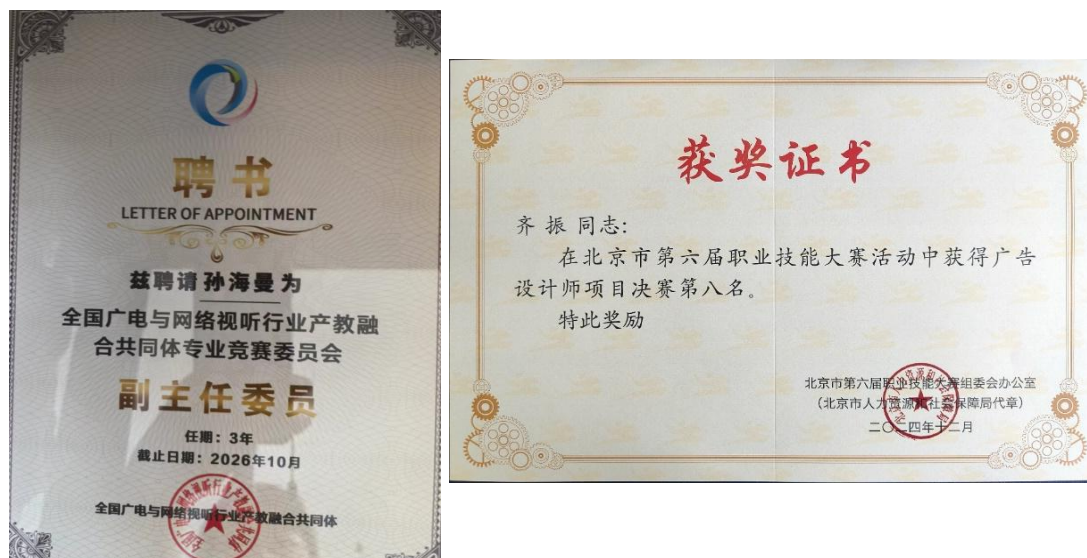 聘书
LETTER OF APPOINTMENT
兹聘请 孙海曼 为
全国广电与网络视听行业产教融
合共同体专业竞赛委员会
副主任委员
任期：3年
截止日期：2026年10月
全国广电与网络视听行业产教融合共同体
获奖证书
齐振同志：
在北京市第六届职业技能大赛活动中获得广告
设计师项目决赛第八名。
特此奖励
北京市第六届职业技能大赛组委会办公室
（北京市人力资源和社会保障局代章）
二〇二四年十二月